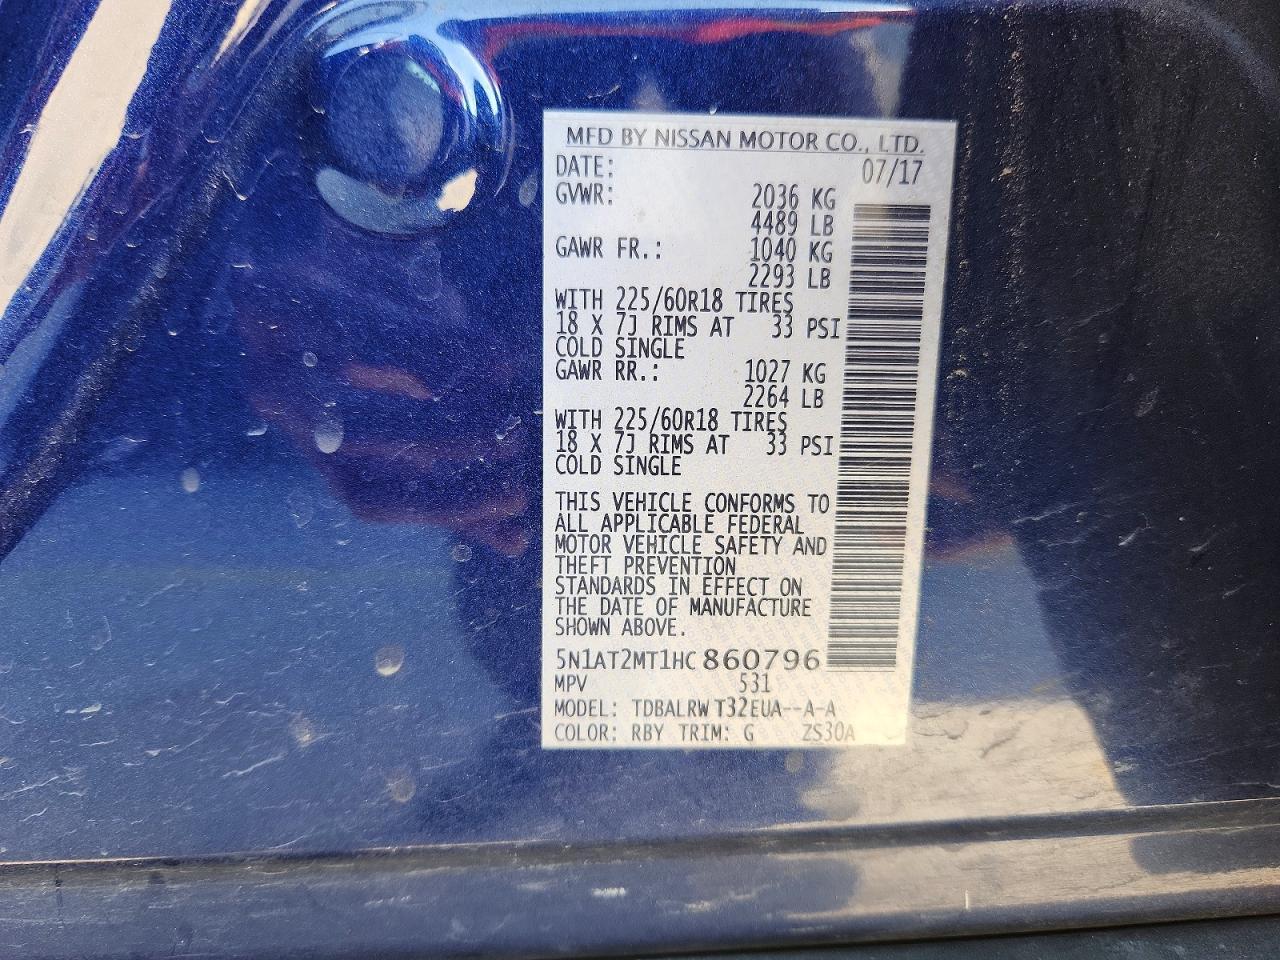 MFD BY NISSAN MOTOR CO., LTD.
DATE: 07/17
GVWR: 2036 KG
4489 LB
GAWR FR.: 1040 KG
2293 LB
WITH 225/60R18 TIRES
18 X 7J RIMS AT 33 PSI
COLD SINGLE
GAWR RR.: 1027 KG
2264 LB
WITH 225/60R18 TIRES
18 X 7J RIMS AT 33 PSI
COLD SINGLE
THIS VEHICLE CONFORMS TO
ALL APPLICABLE FEDERAL
MOTOR VEHICLE SAFETY AND
THEFT PREVENTION
STANDARDS IN EFFECT ON
THE DATE OF MANUFACTURE
SHOWN ABOVE.
5N1AT2MT1HC860796
MPV 531
MODEL: TDBALRW T32EUA--A-A
COLOR: RBY TRIM: G ZS30A